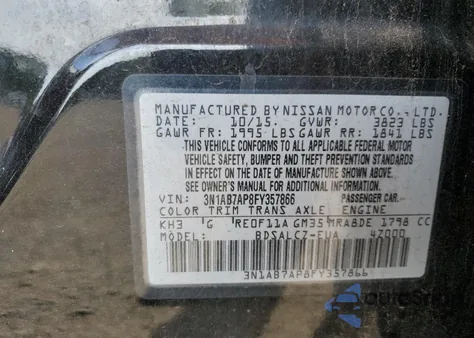 MANUFACTURED BY NISSAN MOTOR CO., LTD.
DATE: 10/15. GVWR: 3823 LBS
GAWR FR: 1995 LBS GAWR RR: 1841 LBS
THIS VEHICLE CONFORMS TO ALL APPLICABLE FEDERAL MOTOR
VEHICLE SAFETY, BUMPER AND THEFT PREVENTION STANDARDS
IN EFFECT ON THE DATE OF MANUFACTURE SHOWN ABOVE.
SEE OWNER'S MANUAL FOR ADDITIONAL INFORMATION.
VIN: 3N1AB7AP8FY357866 PASSENGER CAR
COLOR TRIM TRANS AXLE ENGINE
KH3 G RE0F11A GM35 MRA8DE 1798 CC
MODEL: BDSALCZ-EUA 4Z000
3N1AB7AP8FY357866